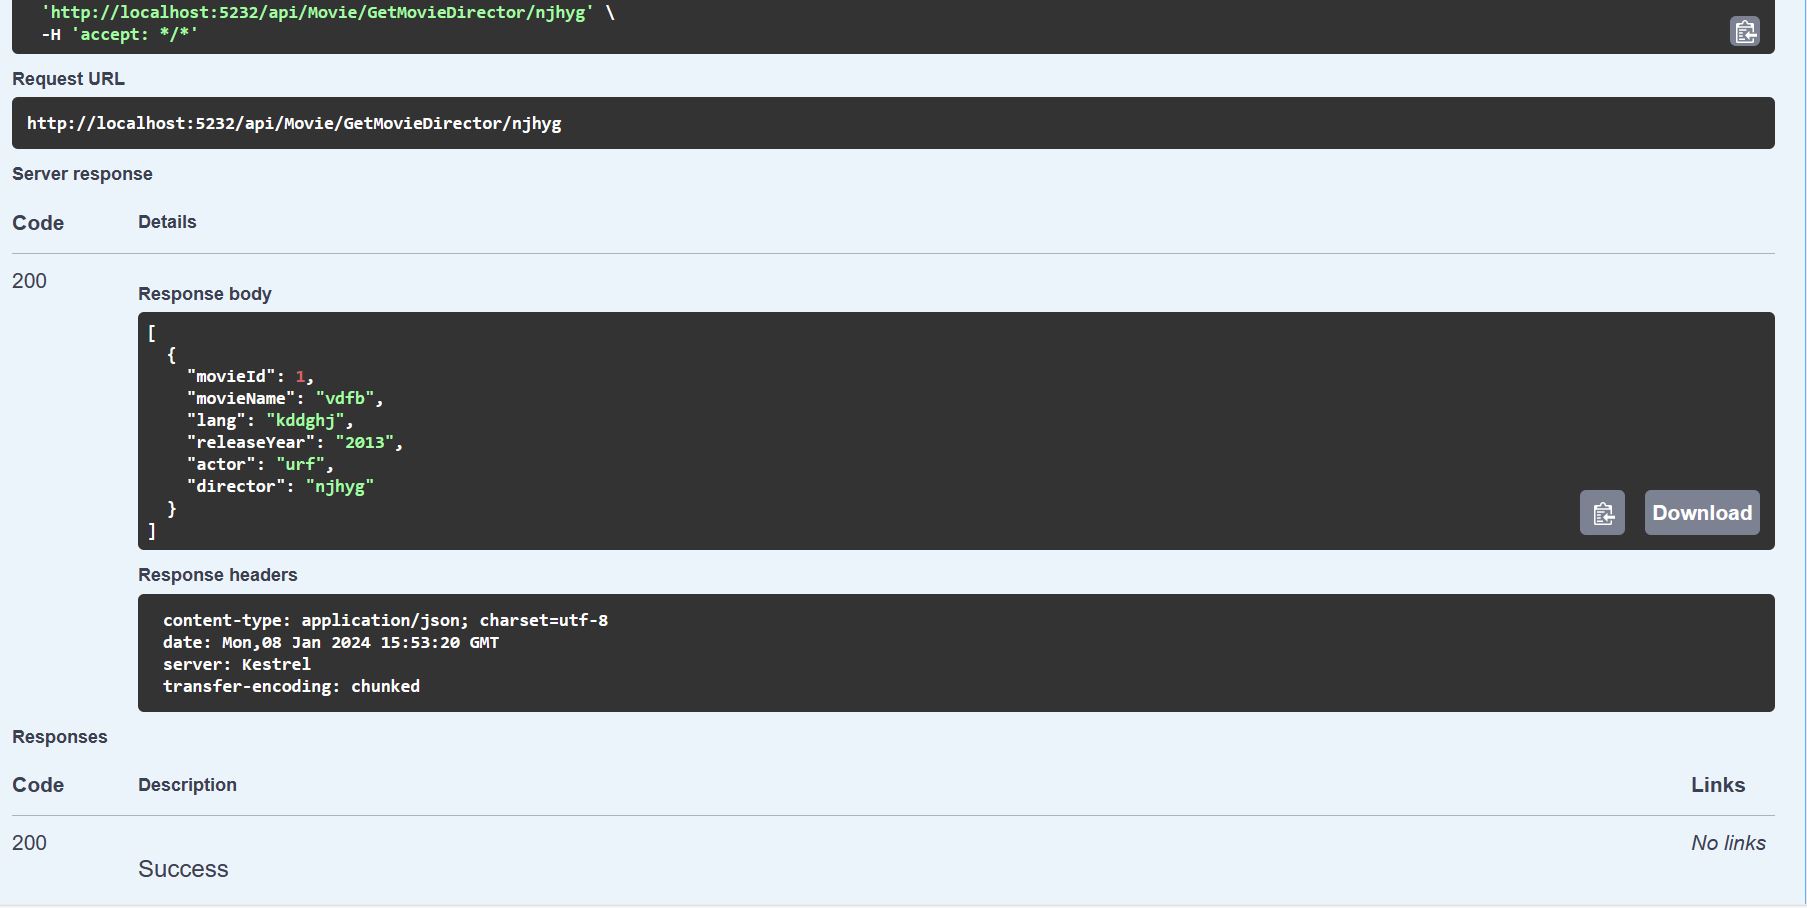 'http://localhost:5232/api/Movie/GetMovieDirector/njhyg' \
-H 'accept: */*'
Request URL
http://localhost:5232/api/Movie/GetMovieDirector/njhyg
Server response
Code Details
200
Response body
[
{
"movieId": 1,
"movieName": "vdfb",
"lang": "kddghj",
"releaseYear": "2013",
"actor": "urf",
"director": "njhyg"
}
]
Download
Response headers
content-type: application/json; charset=utf-8
date: Mon,08 Jan 2024 15:53:20 GMT
server: Kestrel
transfer-encoding: chunked
Responses
Code Description Links
200 No links
Success